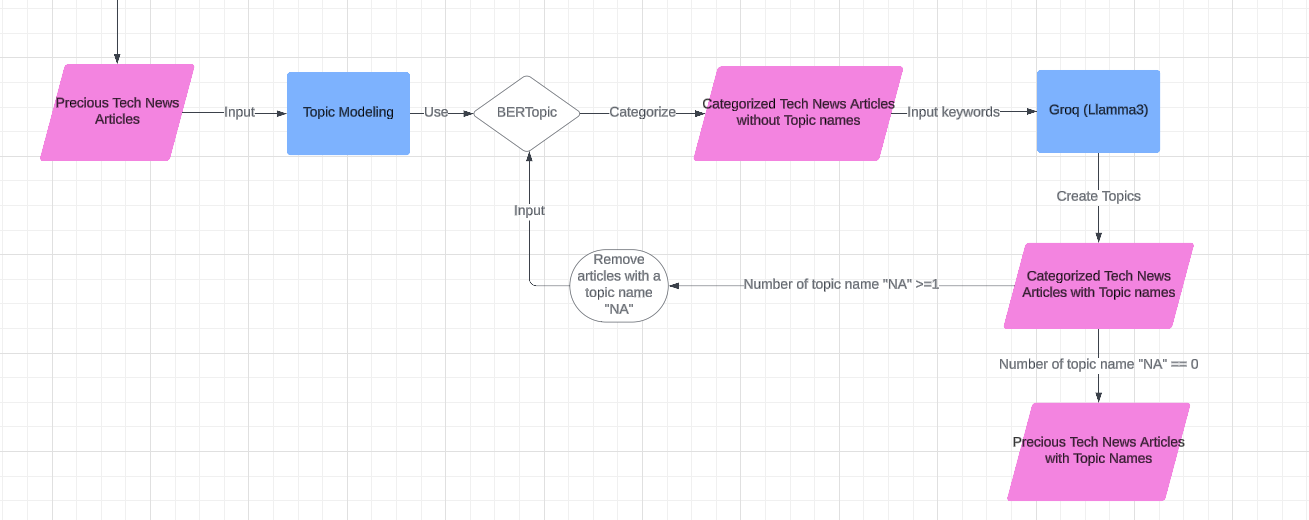 Precious Tech News
Articles
Input
Topic Modeling
Use
BERTopic
Categorize
Categorized Tech News Articles
without Topic names
Input keywords
Groq (Llama3)
Create Topics
Input
Remove
articles with a
topic name
"NA"
Number of topic name "NA" >=1
Categorized Tech News
Articles with Topic names
Number of topic name "NA" == 0
Precious Tech News Articles
with Topic Names